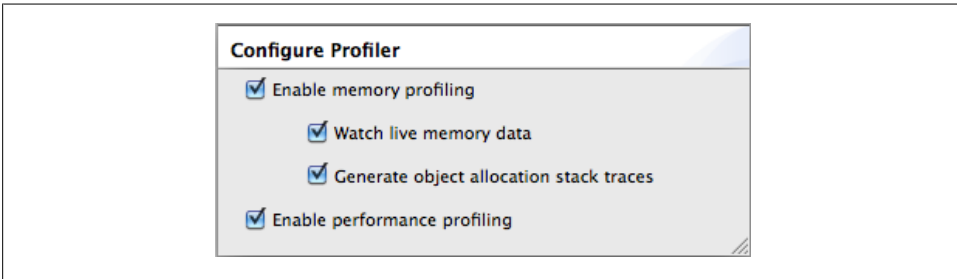 Configure Profiler
Enable memory profiling
Watch live memory data
Generate object allocation stack traces
Enable performance profiling